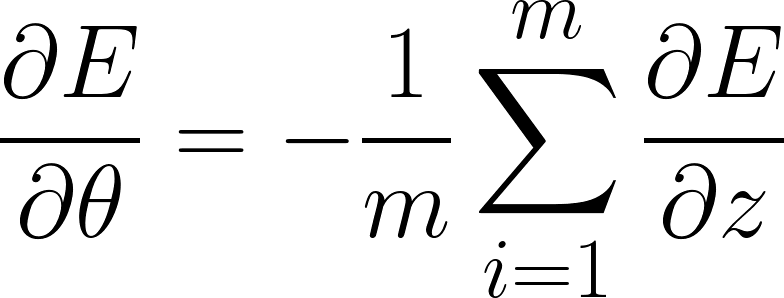 ∂E/∂θ = −1/m ∑_{i=1}^{m} ∂E/∂z